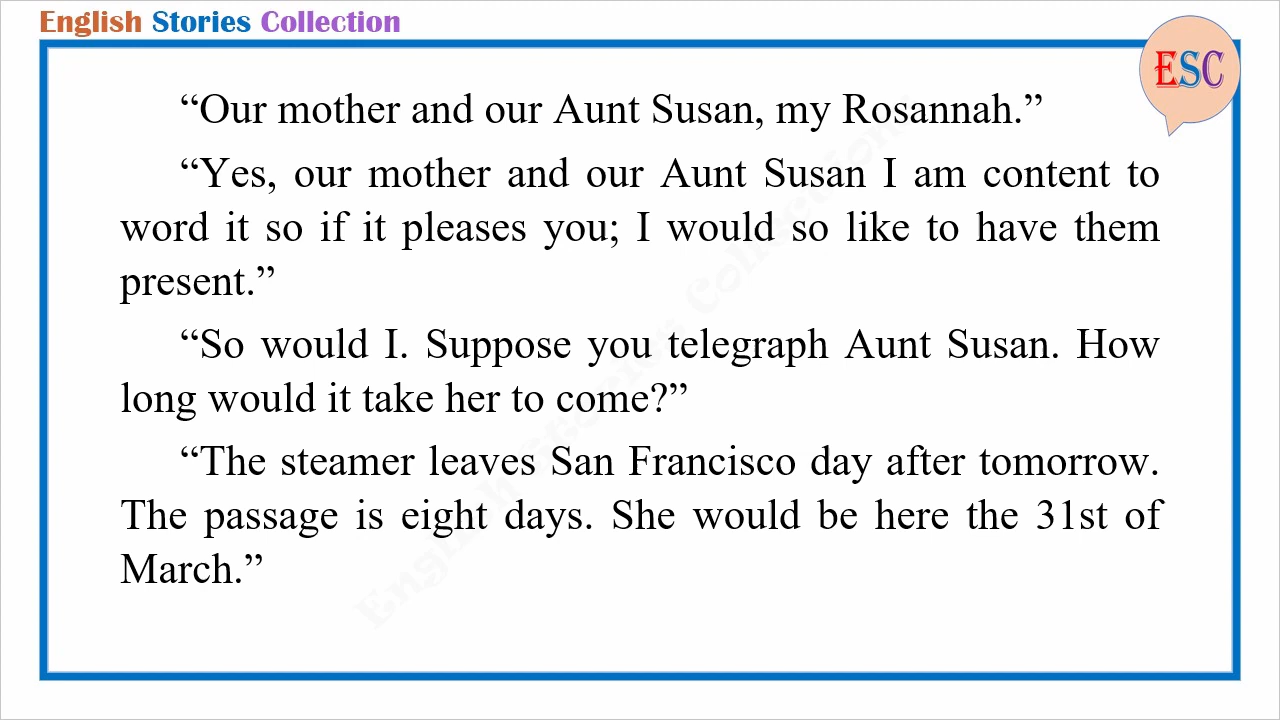 English Stories Collection
ESC
“Our mother and our Aunt Susan, my Rosannah.”
“Yes, our mother and our Aunt Susan I am content to
word it so if it pleases you; I would so like to have them
present.”
“So would I. Suppose you telegraph Aunt Susan. How
long would it take her to come?”
“The steamer leaves San Francisco day after tomorrow.
The passage is eight days. She would be here the 31st of
March.”
English Stories Collection